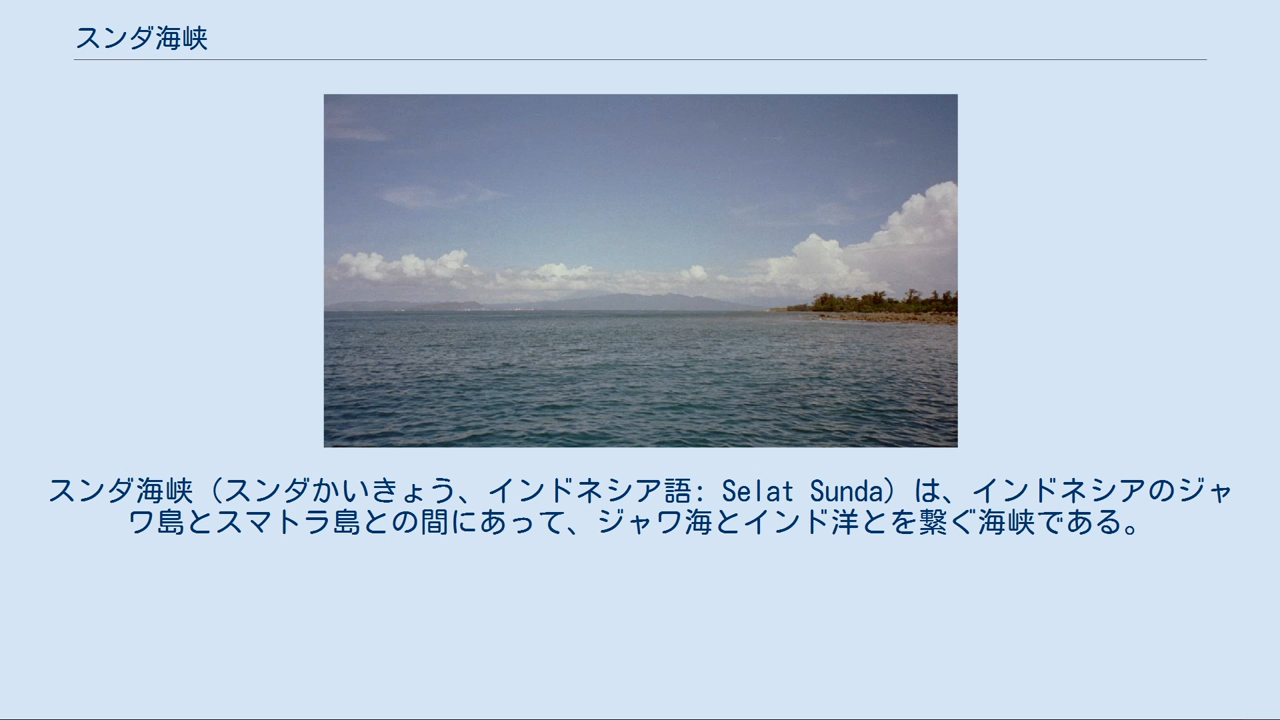 スンダ海峡
スンダ海峡（スンダかいきょう、インドネシア語: Selat Sunda）は、インドネシアのジャ
ワ島とスマトラ島との間にあって、ジャワ海とインド洋とを繋ぐ海峡である。